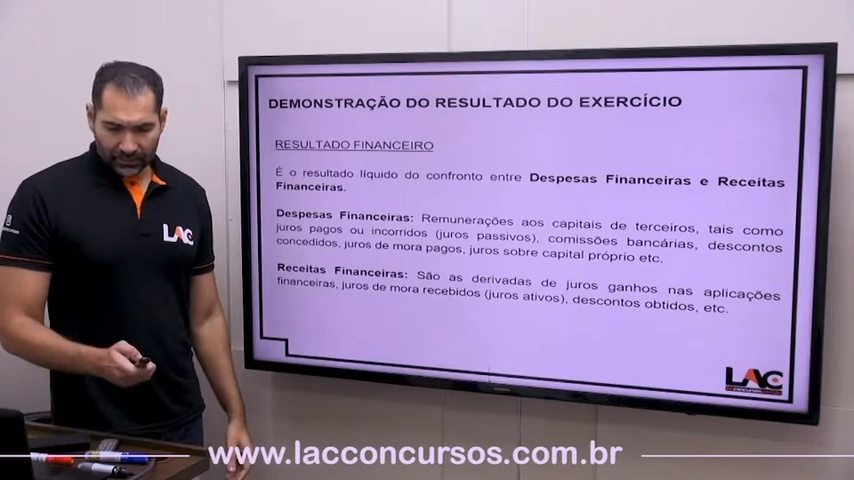 DEMONSTRAÇÃO DO RESULTADO DO EXERCÍCIO
RESULTADO FINANCEIRO
É o resultado líquido do confronto entre Despesas Financeiras e Receitas
Financeiras.
Despesas Financeiras: Remunerações aos capitais de terceiros, tais como
juros pagos ou incorridos (juros passivos), comissões bancárias, descontos
concedidos, juros de mora pagos, juros sobre capital próprio etc.
Receitas Financeiras: São as derivadas de juros ganhos nas aplicações
financeiras, juros de mora recebidos (juros ativos), descontos obtidos, etc.
LAC
LAC
www.lacconcursos.com.br